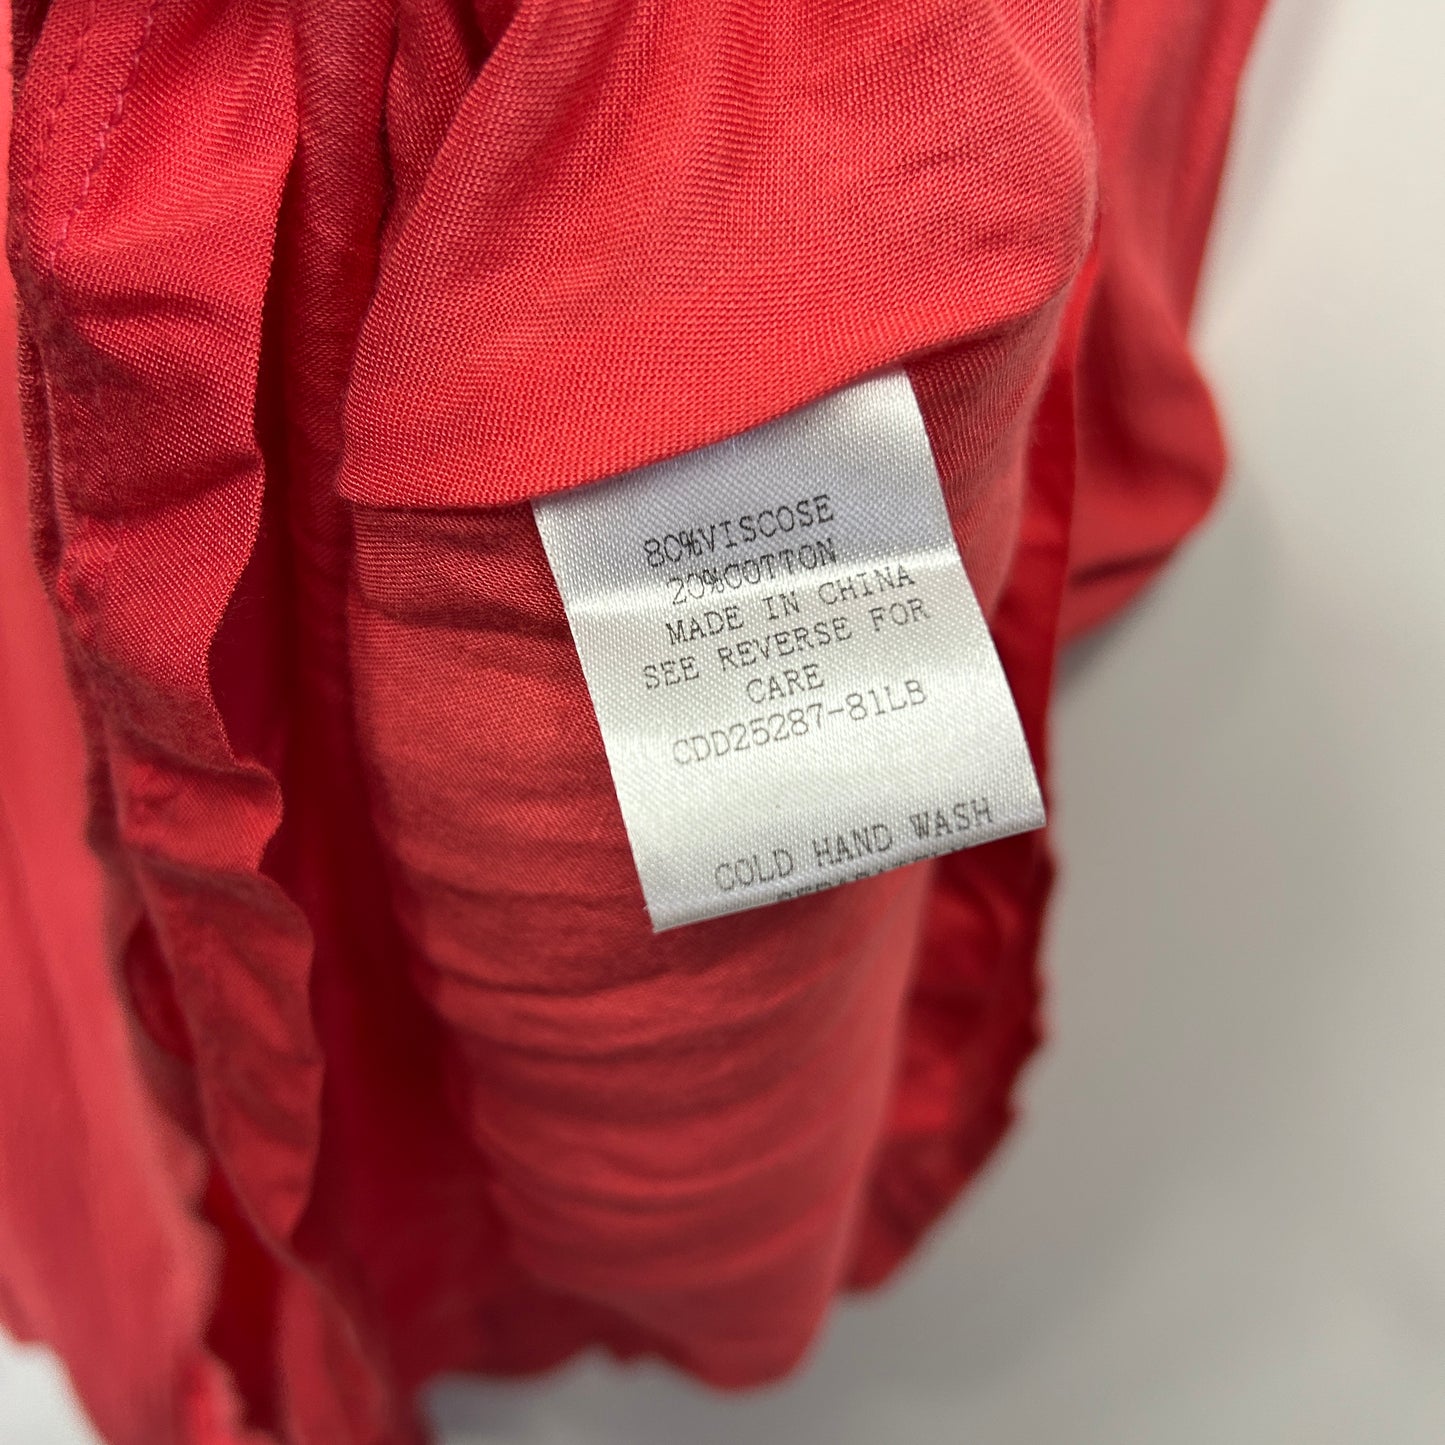 80%VISCOSE
20%COTTON
MADE IN CHINA
SEE REVERSE FOR
CARE
CDD25287-81LB
COLD HAND WASH